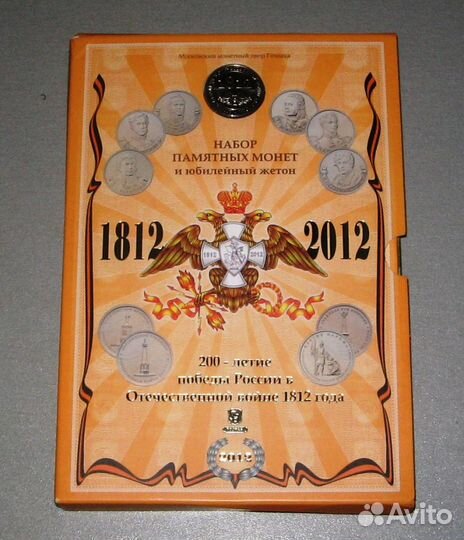 Московский монетный двор Гознака
НАБОР
ПАМЯТНЫХ МОНЕТ
и юбилейный жетон
1812 2012
1812 2012
200 - летие
победы России в
Отечественной войне 1812 года
2012
Avito